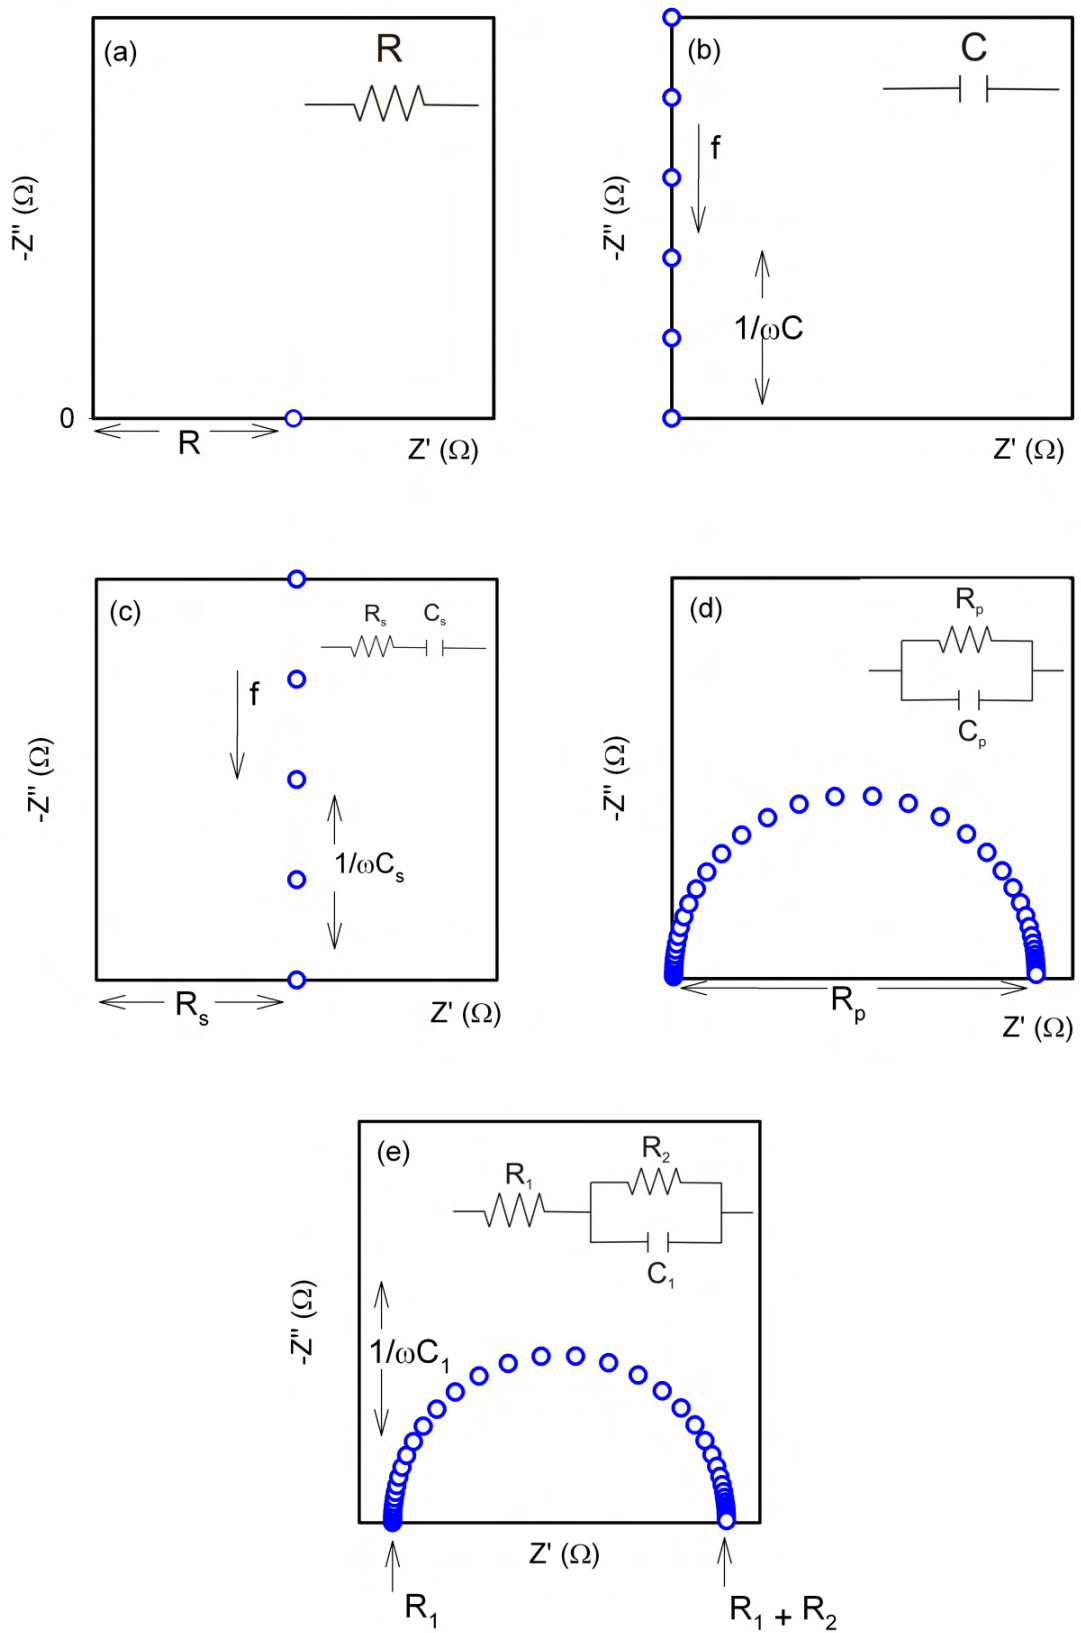 (a)
R
-Z'' (Ω)
0
R
Z' (Ω)
(b)
C
f
-Z'' (Ω)
1/ωC
Z' (Ω)
(c)
Rₛ Cₛ
f
-Z'' (Ω)
1/ωCₛ
Rₛ
Z' (Ω)
(d)
Rₚ
Cₚ
-Z'' (Ω)
Rₚ
Z' (Ω)
(e)
R₂
R₁
C₁
-Z'' (Ω)
1/ωC₁
Z' (Ω)
R₁
R₁ + R₂